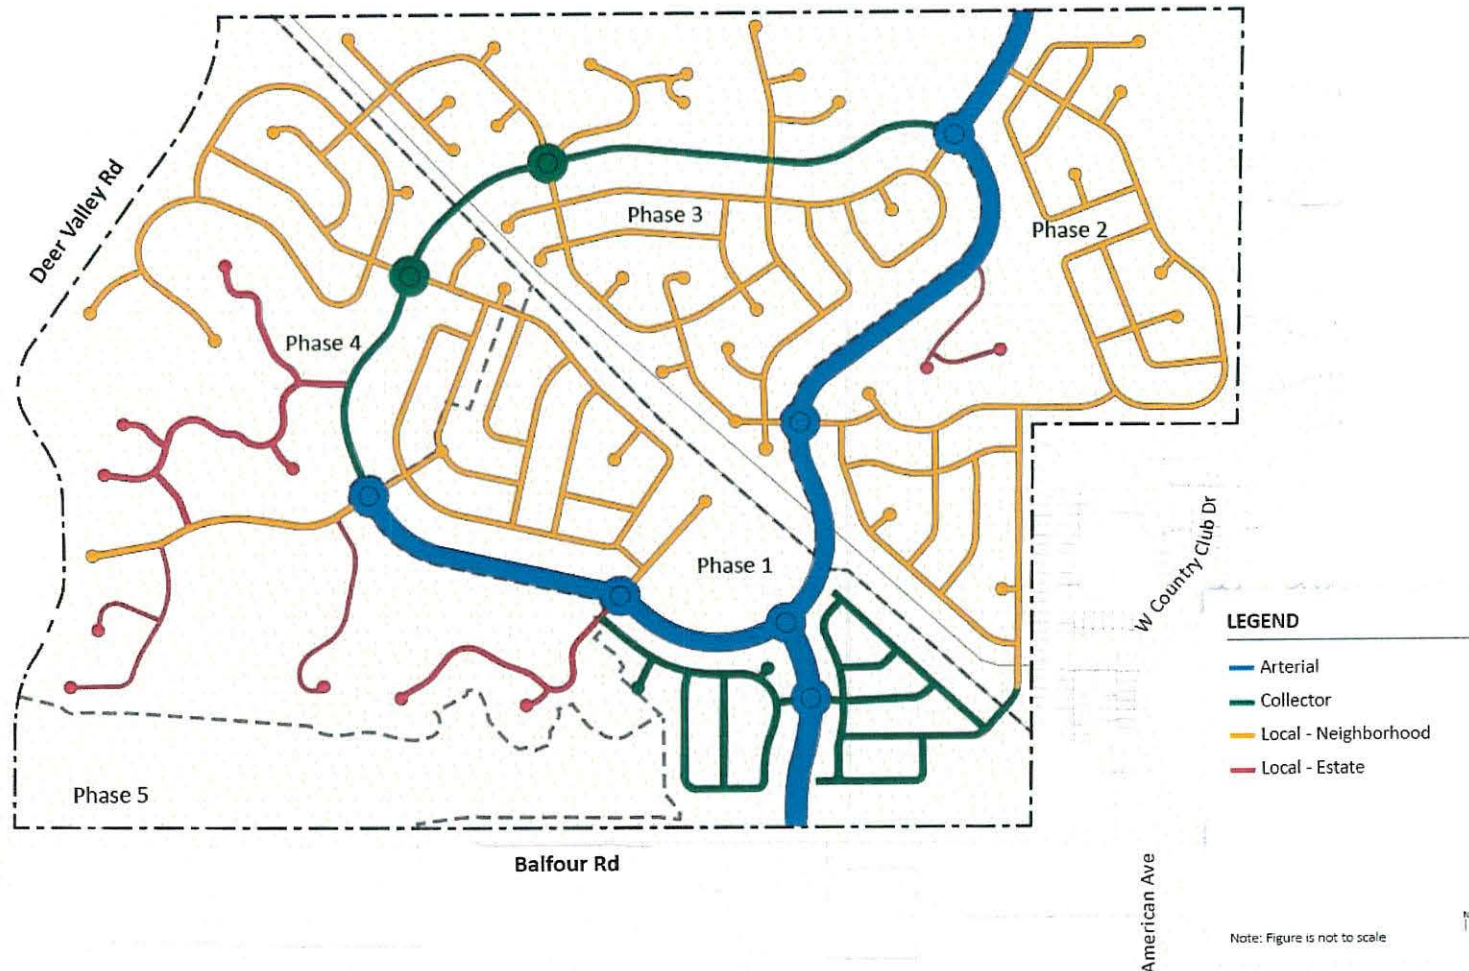 Deer Valley Rd
Phase 3
Phase 2
Phase 4
Phase 1
W Country Club Dr
Phase 5
Balfour Rd
American Ave
LEGEND
Arterial
Collector
Local - Neighborhood
Local - Estate
N
Note: Figure is not to scale